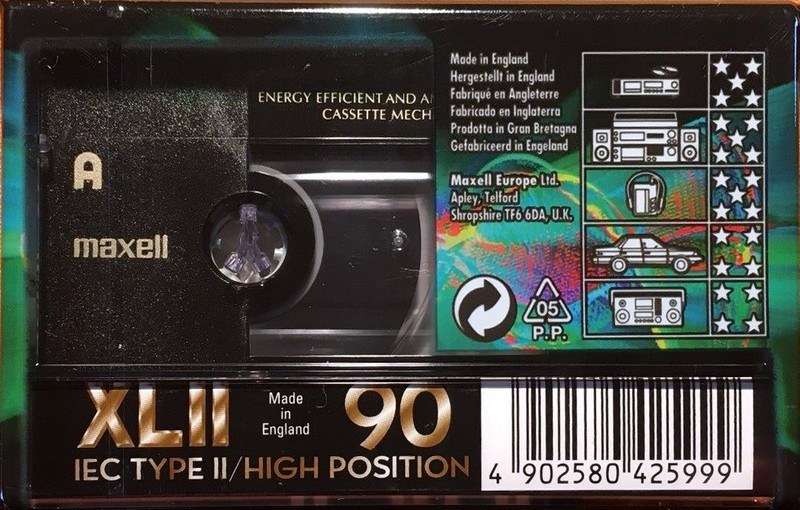 A
maxell
ENERGY EFFICIENT AND
CASSETTE
Made in England
Hergestellt in England
Fabriqué en Angleterre
Fabricado en Inglaterra
Prodotta in Gran Bretagna
Gefabriceerd in Engeland
Maxell Europe Ltd.
Apley, Telford
Shropshire TF6 6DA, U.K.
05
P.P.
XLII
Made
in
England
90
IEC TYPE II/HIGH POSITION
4 902580 425999